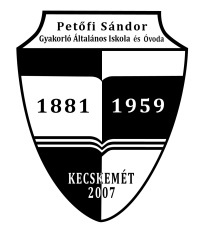 Petőfi Sándor
Gyakorló Általános Iskola és Óvoda
1881 1959
KECSKEMÉT
2007